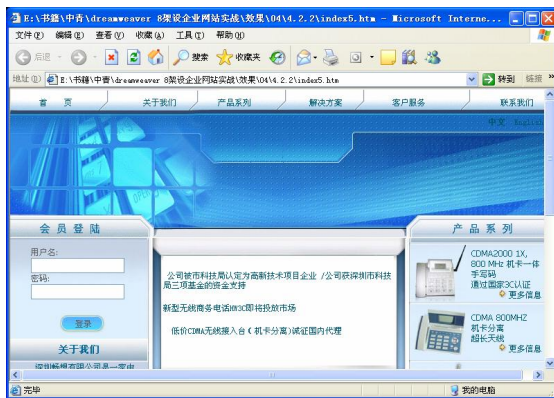 E:\书籍\中青\dreamweaver 8架设企业网站实战\效果\04\4.2.2\index5.htm - Microsoft Interne...
文件(F) 编辑(E) 查看(V) 收藏(A) 工具(T) 帮助(H)
后退 搜索 收藏夹
地址(D) E:\书籍\中青\dreamweaver 8架设企业网站实战\效果\04\4.2.2\index5.htm 转到 链接 »
首 页 关于我们 产品系列 解决方案 客户服务 联系我们
中文 English
OPEN
会 员 登 陆
用户名:
密码:
登录
关于我们
公司被市科技局认定为高新技术项目企业 /公司获深圳市科技
局三项基金的资金支持
新型无线商务电话HW3C即将投放市场
低价CDMA无线接入台(机卡分离)诚征国内代理
产 品 系 列
CDMA2000 1X,
800 MHz 机卡一体
手写码
通过国家3C认证
更多信息
CDMA 800MHZ
机卡分离
超长天线
更多信息
完毕 我的电脑